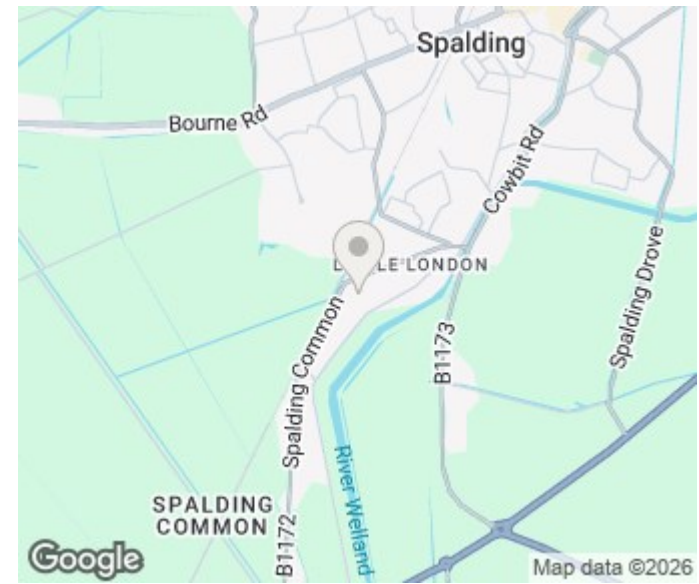 Spalding
Bourne Rd
Cowbit Rd
LONDON
Spalding Common
B1173
Spalding Drove
River Welland
SPALDING
COMMON
B1172
Google
Map data ©2026